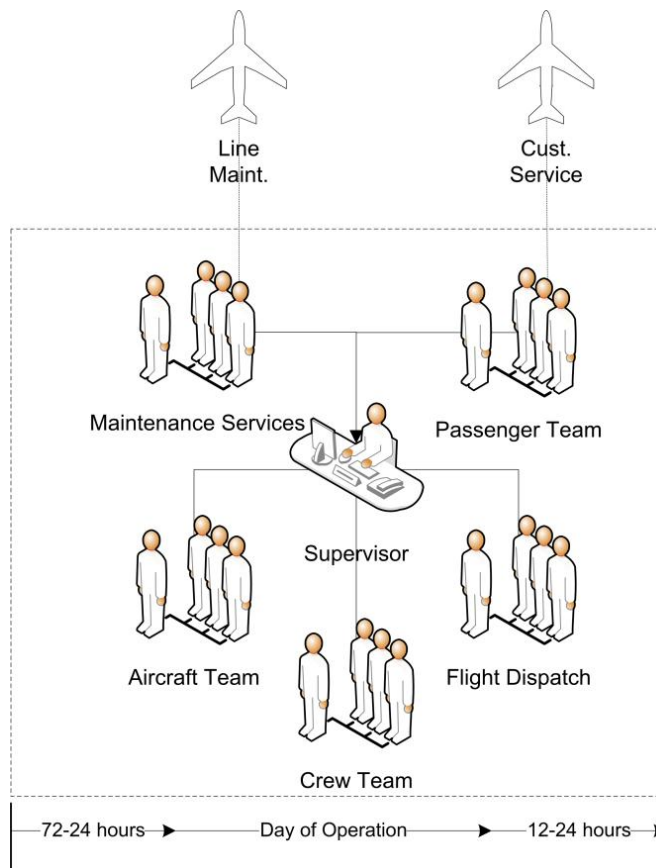 Line
Maint.
Cust.
Service
Maintenance Services
Passenger Team
Supervisor
Aircraft Team
Flight Dispatch
Crew Team
72-24 hours
Day of Operation
12-24 hours